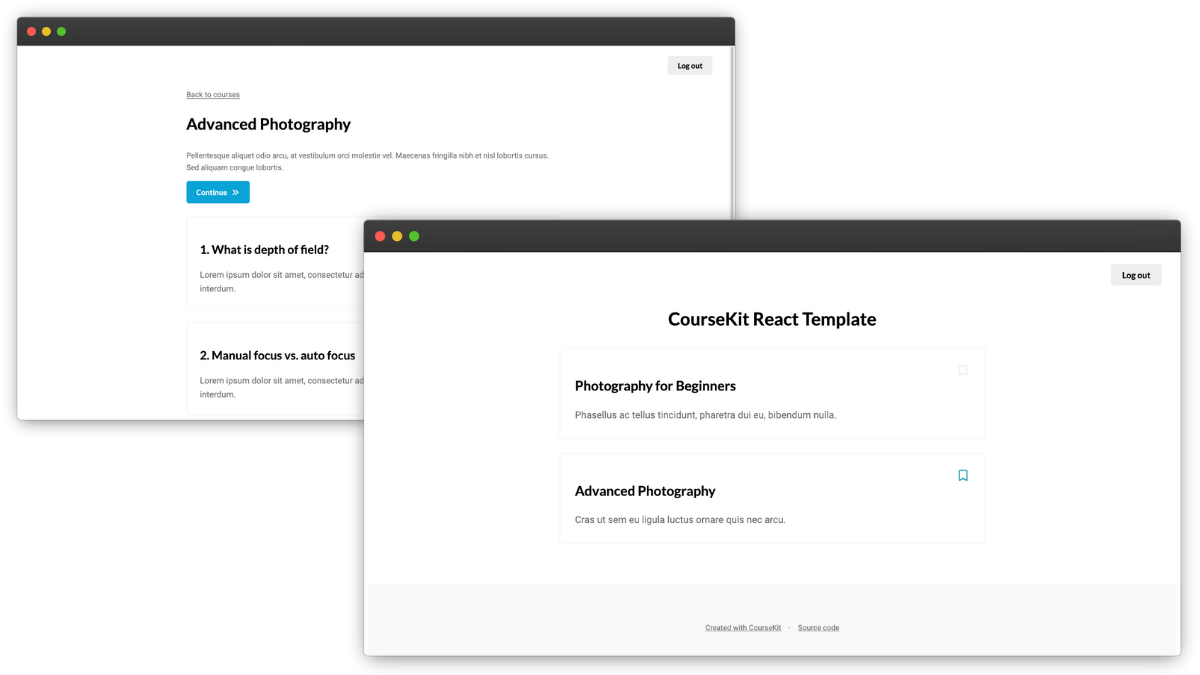 Log out
Back to courses
Advanced Photography
Pellentesque aliquet odio arcu, at vestibulum orci molestie vel. Maecenas fringilla nibh et nisl lobortis cursus.
Sed aliquam congue lobortis.
Continue »
1. What is depth of field?
Lorem ipsum dolor sit amet, consectetur ad
interdum.
2. Manual focus vs. auto focus
Lorem ipsum dolor sit amet, consectetur ad
interdum.
Log out
CourseKit React Template
Photography for Beginners
Phasellus ac tellus tincidunt, pharetra dui eu, bibendum nulla.
Advanced Photography
Cras ut sem eu ligula luctus ornare quis nec arcu.
Created with CourseKit · Source code